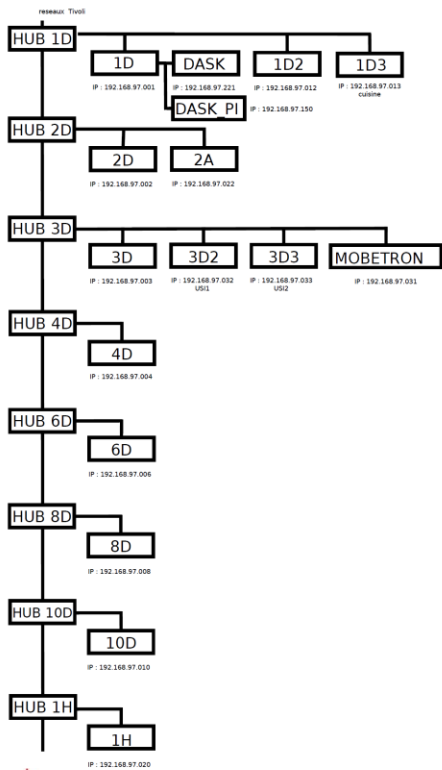 reseaux Tivoli
HUB 1D
1D
DASK
1D2
1D3
IP : 192.168.97.001
IP : 192.168.97.221
IP : 192.168.97.012
IP : 192.168.97.013
cuisine
DASK_PI
IP : 192.168.97.150
HUB 2D
2D
2A
IP : 192.168.97.002
IP : 192.168.97.022
HUB 3D
3D
3D2
3D3
MOBETRON
IP : 192.168.97.003
IP : 192.168.97.032
IP : 192.168.97.033
IP : 192.168.97.031
USI1
USI2
HUB 4D
4D
IP : 192.168.97.004
HUB 6D
6D
IP : 192.168.97.006
HUB 8D
8D
IP : 192.168.97.008
HUB 10D
10D
IP : 192.168.97.010
HUB 1H
1H
IP : 192.168.97.020